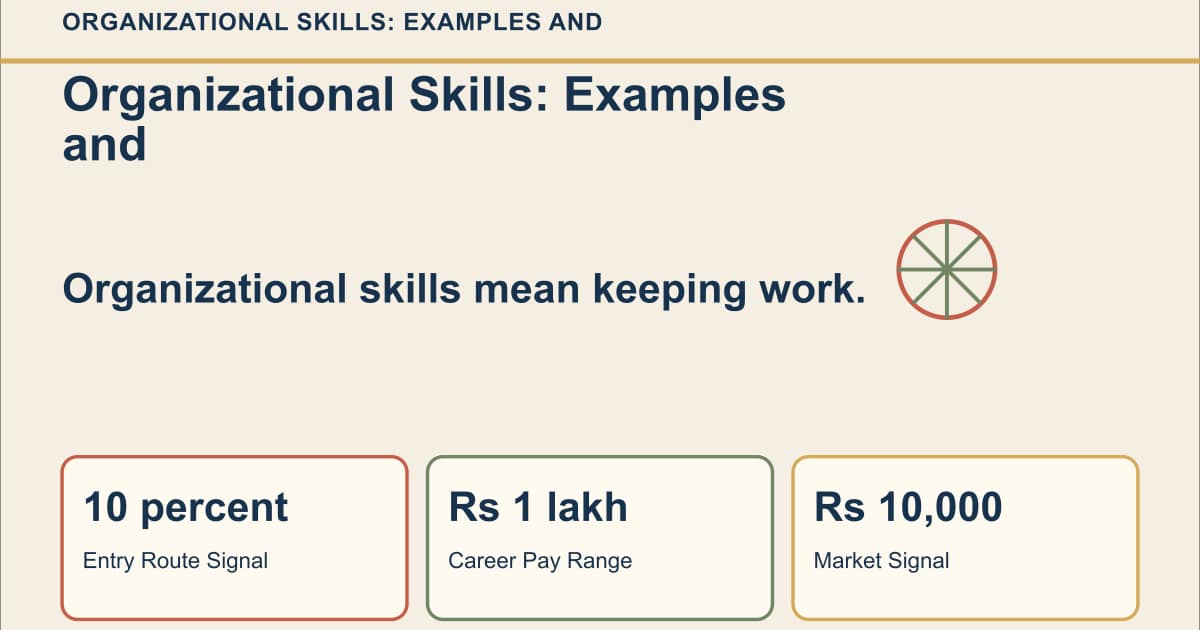 ORGANIZATIONAL SKILLS: EXAMPLES AND
Organizational Skills: Examples
and
Organizational skills mean keeping work.
10 percent
Entry Route Signal
Rs 1 lakh
Career Pay Range
Rs 10,000
Market Signal